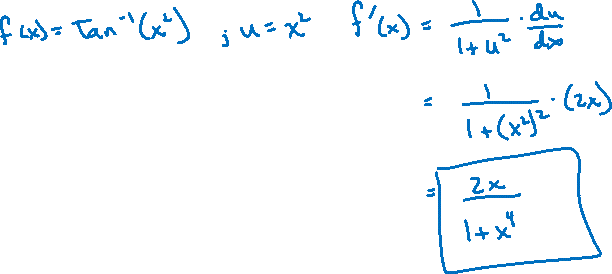 f(x) = Tan⁻¹(x²) ; u = x² f'(x) = 1/(1+u²) · du/dx
= 1/(1+(x²)²) · (2x)
= 2x/(1+x⁴)